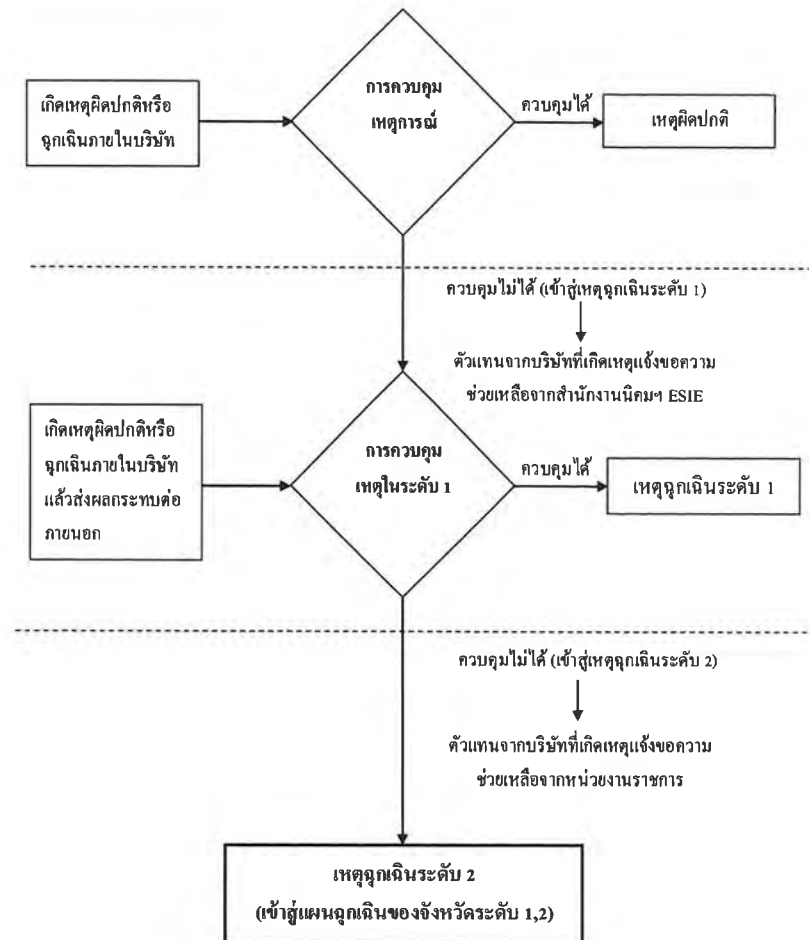 การควบคุม
เหตุการณ์
เกิดเหตุผิดปกติหรือ
ฉุกเฉินภายในบริษัท
ควบคุมได้
เหตุผิดปกติ
ควบคุมไม่ได้ (เข้าสู่เหตุฉุกเฉินระดับ 1)
ตัวแทนจากบริษัทที่เกิดเหตุแจ้งขอความ
ช่วยเหลือจากสำนักงานนิคมฯ ESIE
เกิดเหตุผิดปกติหรือ
ฉุกเฉินภายในบริษัท
แล้วส่งผลกระทบต่อ
ภายนอก
การควบคุม
เหตุในระดับ 1
ควบคุมได้
เหตุฉุกเฉินระดับ 1
ควบคุมไม่ได้ (เข้าสู่เหตุฉุกเฉินระดับ 2)
ตัวแทนจากบริษัทที่เกิดเหตุแจ้งขอความ
ช่วยเหลือจากหน่วยงานราชการ
เหตุฉุกเฉินระดับ 2
(เข้าสู่แผนฉุกเฉินของจังหวัดระดับ 1,2)